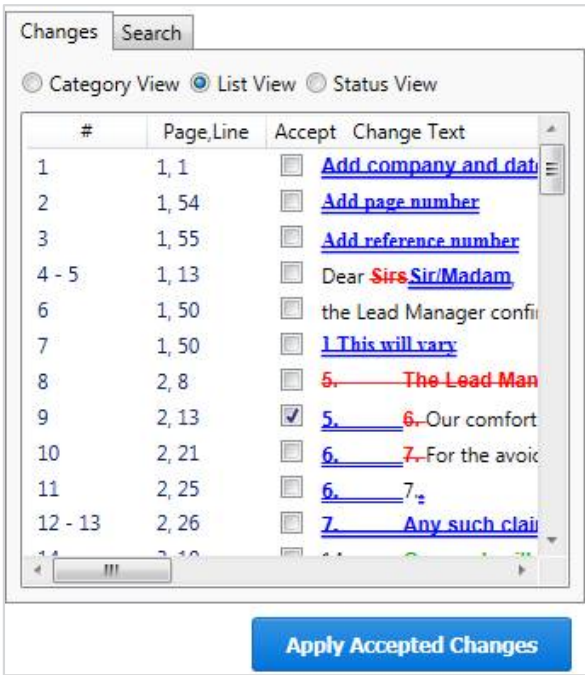 Changes Search
Category View List View Status View
# Page,Line Accept Change Text
1 1, 1 Add company and date
2 1, 54 Add page number
3 1, 55 Add reference number
4 - 5 1, 13 Dear SirsSir/Madam,
6 1, 50 the Lead Manager confi
7 1, 50 1 This will vary
8 2, 8 5. The Lead Man
9 2, 13 5. 6. Our comfort
10 2, 21 6. 7. For the avoid
11 2, 25 6. 7..
12 - 13 2, 26 7. Any such clai
Apply Accepted Changes